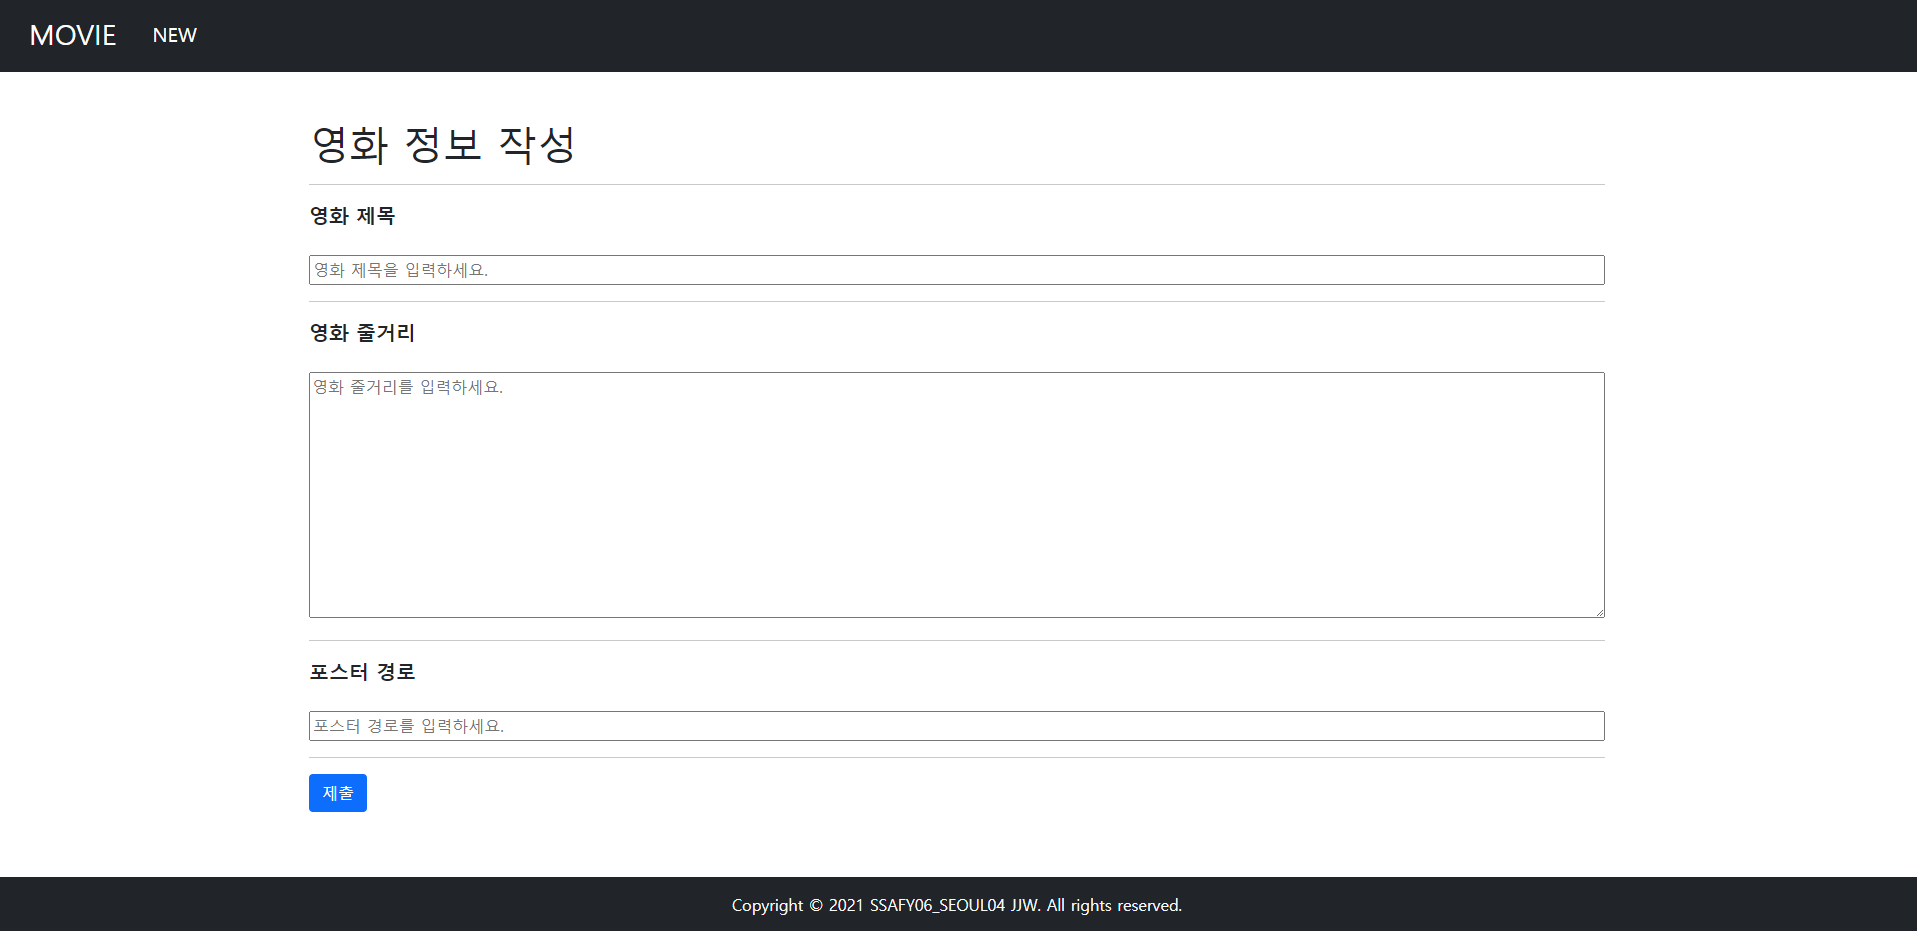 MOVIE NEW
영화 정보 작성
영화 제목
영화 제목을 입력하세요.
영화 줄거리
영화 줄거리를 입력하세요.
포스터 경로
포스터 경로를 입력하세요.
제출
Copyright © 2021 SSAFY06_SEOUL04 JJW. All rights reserved.